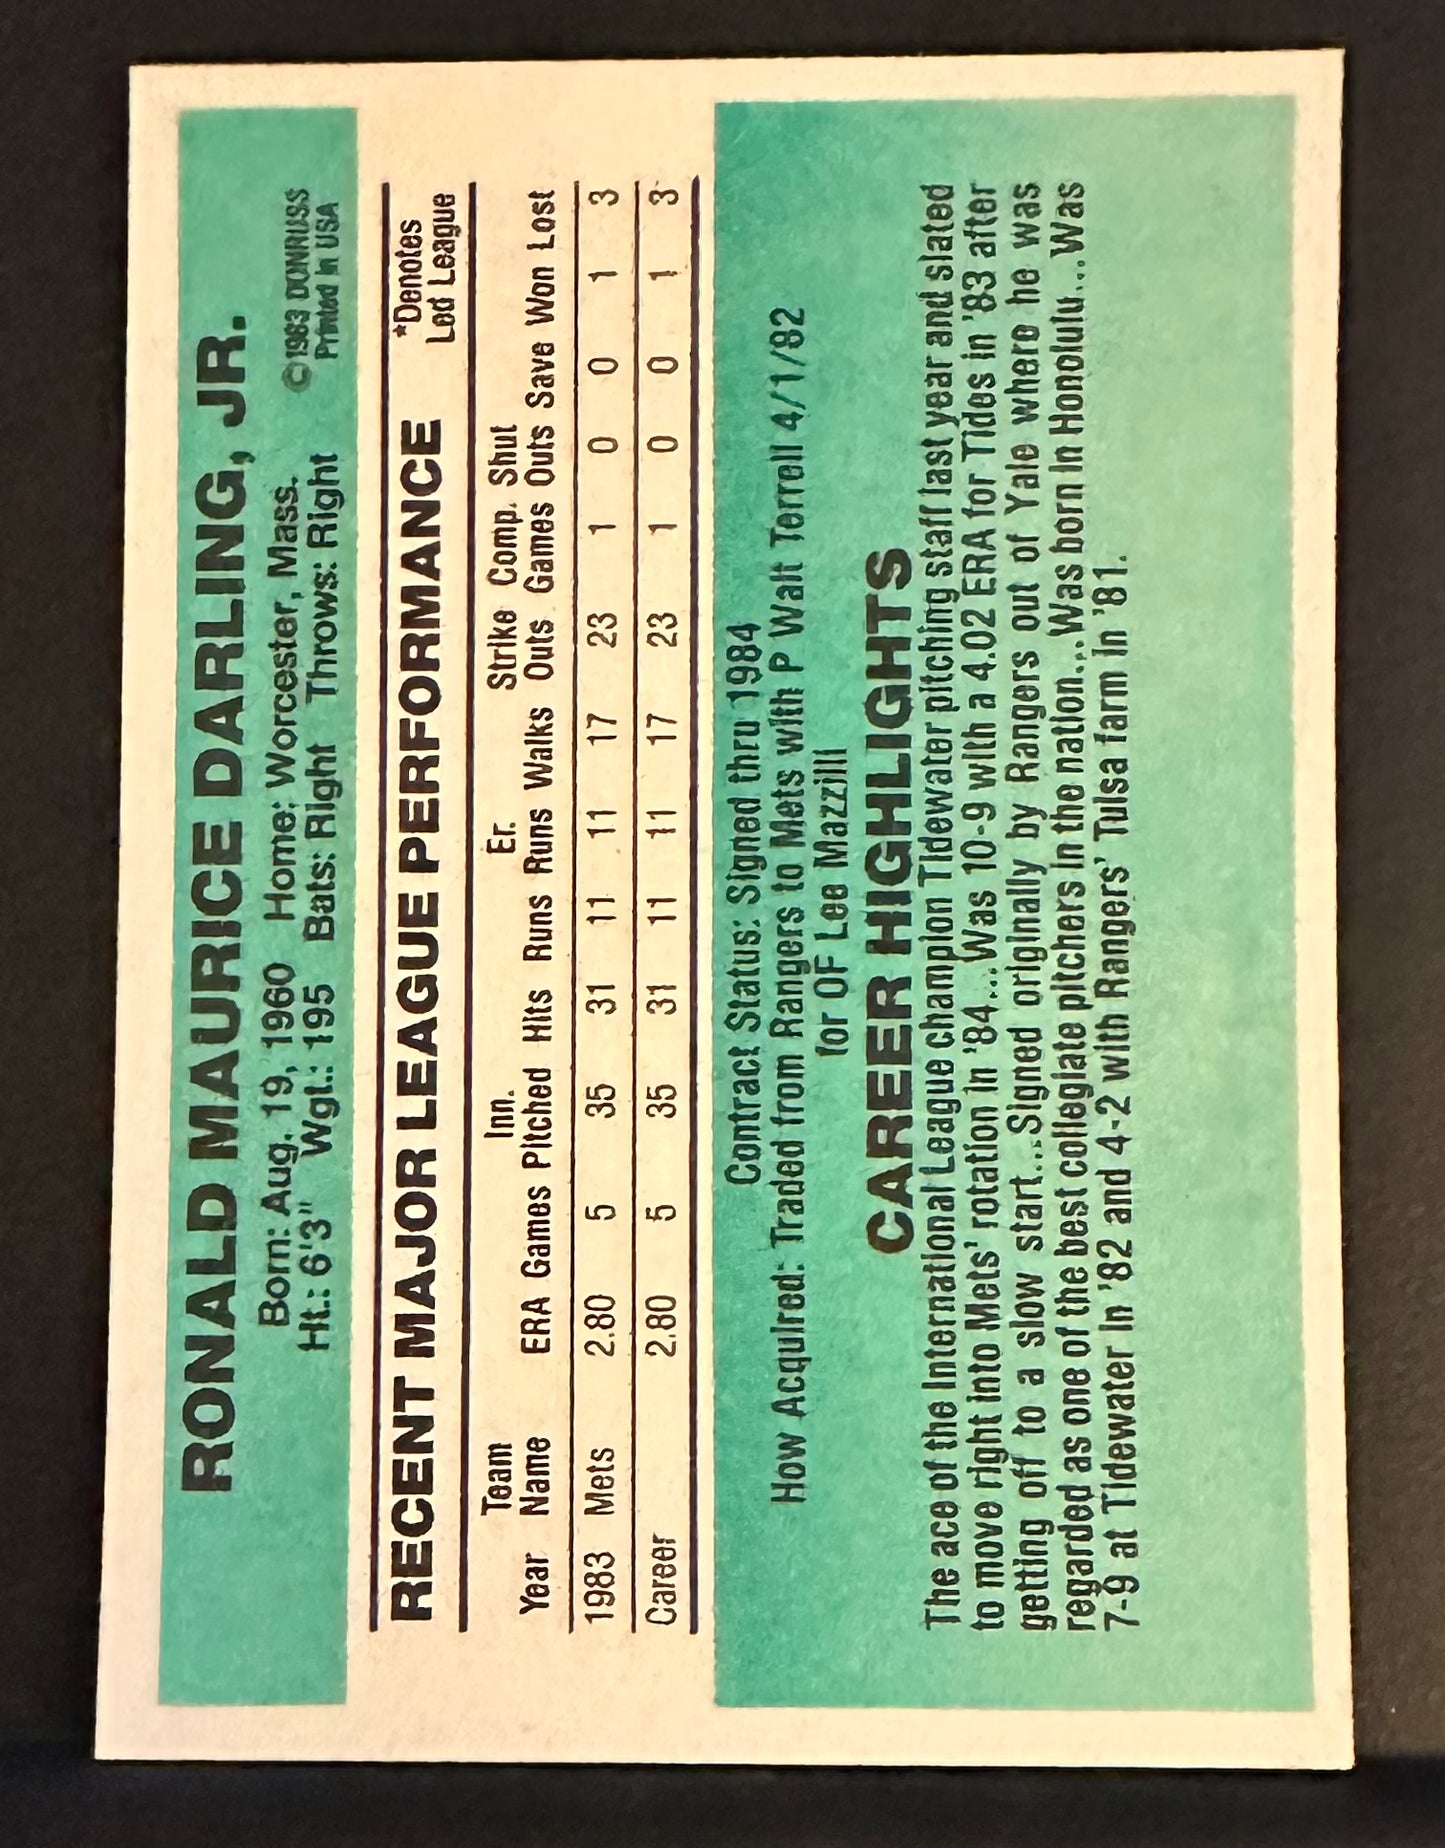 RONALD MAURICE DARLING, JR.
Born: Aug. 19, 1960 Home: Worcester, Mass. ©1983 DONRUSS
Ht.: 6'3" Wgt.: 195 Bats: Right Throws: Right Printed in USA
RECENT MAJOR LEAGUE PERFORMANCE *Denotes
Led League
Team Inn. Er. Strike Comp. Shut
Year Name ERA Games Pitched Hits Runs Runs Walks Outs Games Outs Save Won Lost
1983 Mets 2.80 5 35 31 11 11 17 23 1 0 0 1 3
Career 2.80 5 35 31 11 11 17 23 1 0 0 1 3
Contract Status: Signed thru 1984
How Acquired: Traded from Rangers to Mets with P Walt Terrell 4/1/82
for OF Lee Mazzilli
CAREER HIGHLIGHTS
The ace of the International League champion Tidewater pitching staff last year and slated
to move right into Mets' rotation in '84...Was 10-9 with a 4.02 ERA for Tides in '83 after
getting off to a slow start...Signed originally by Rangers out of Yale where he was
regarded as one of the best collegiate pitchers in the nation...Was born in Honolulu...Was
7-9 at Tidewater in '82 and 4-2 with Rangers' Tulsa farm in '81.